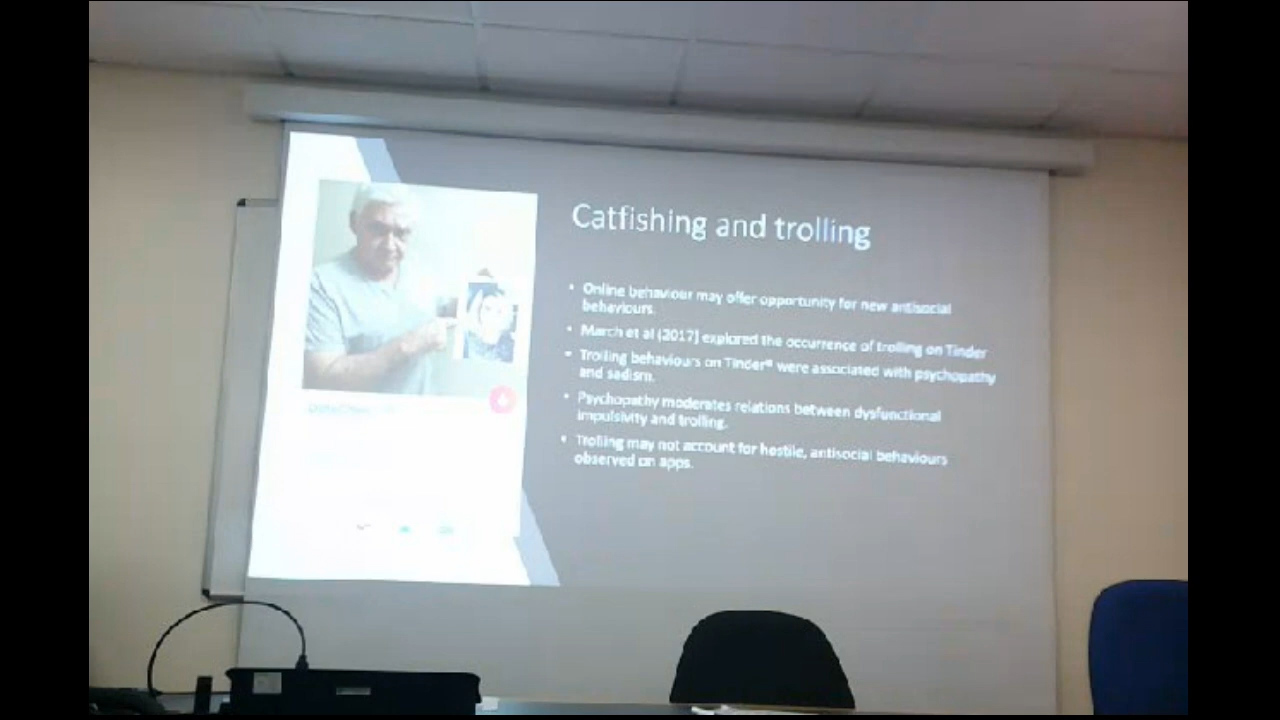 Catfishing and trolling
• Online behaviour may offer opportunity for new antisocial
behaviours.
• March et al (2017) explored the occurrence of trolling on Tinder
• Trolling behaviours on Tinder® were associated with psychopathy
and sadism.
• Psychopathy moderates relations between dysfunctional
impulsivity and trolling.
• Trolling may not account for hostile, antisocial behaviours
observed on apps.